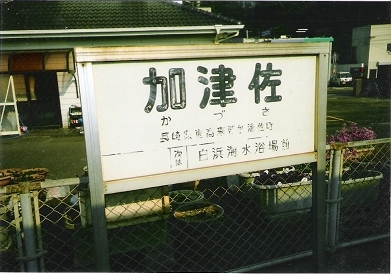 加津佐
かづさ
長崎県南高来郡加津佐町
白浜海水浴場前